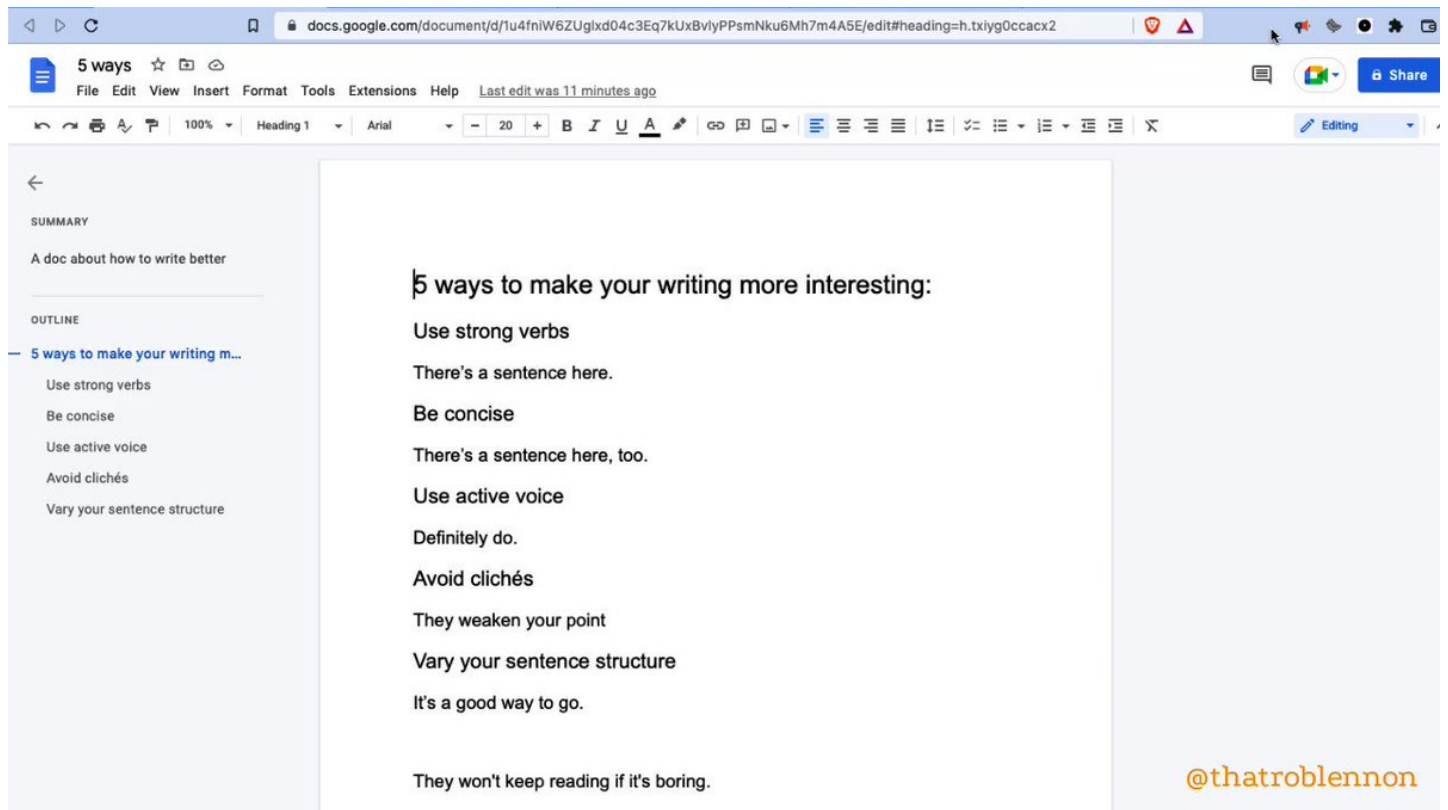 docs.google.com/document/d/1u4fniW6ZUglxd04c3Eq7kUxBvlyPPsmNku6Mh7m4A5E/edit#heading=h.txiyg0ccacx2
5 ways
File Edit View Insert Format Tools Extensions Help Last edit was 11 minutes ago
Share
100% Heading 1 Arial - 20 + B I U A Editing
SUMMARY
A doc about how to write better
OUTLINE
5 ways to make your writing m...
Use strong verbs
Be concise
Use active voice
Avoid clichés
Vary your sentence structure
5 ways to make your writing more interesting:
Use strong verbs
There's a sentence here.
Be concise
There's a sentence here, too.
Use active voice
Definitely do.
Avoid clichés
They weaken your point
Vary your sentence structure
It's a good way to go.
They won't keep reading if it's boring.
@thatroblennon